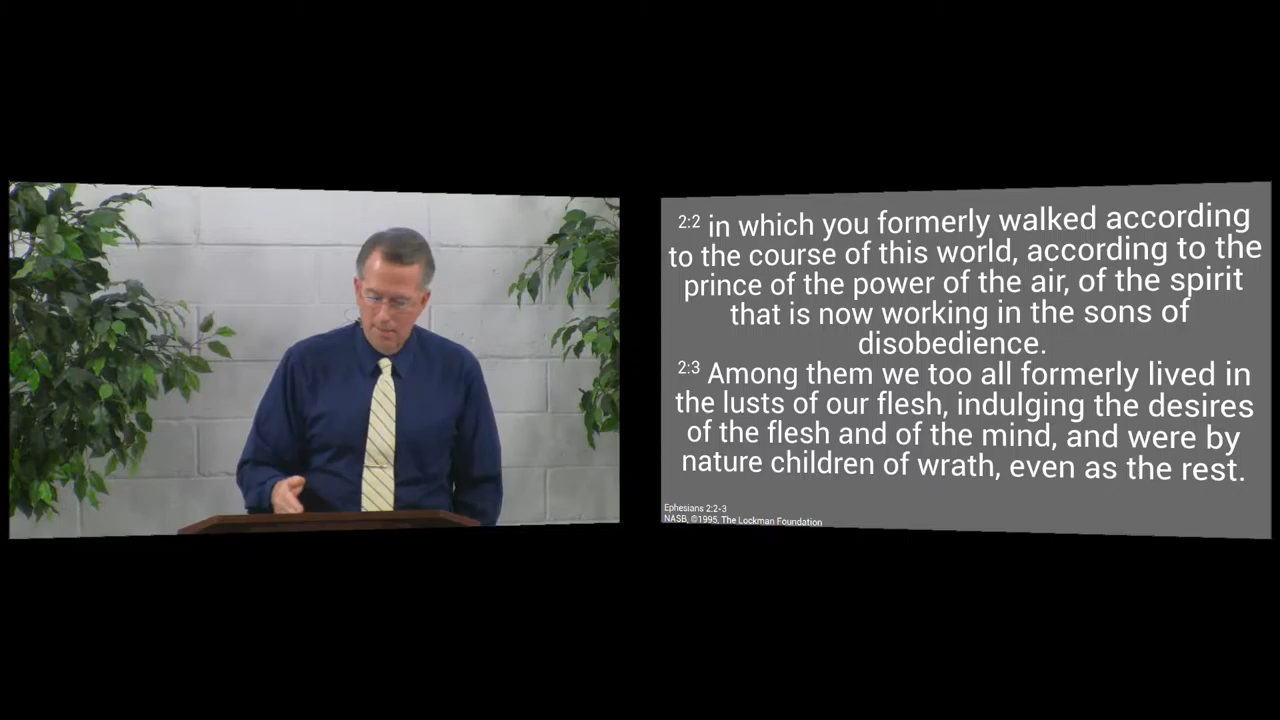 2:2 in which you formerly walked according
to the course of this world, according to the
prince of the power of the air, of the spirit
that is now working in the sons of
disobedience.
2:3 Among them we too all formerly lived in
the lusts of our flesh, indulging the desires
of the flesh and of the mind, and were by
nature children of wrath, even as the rest.
Ephesians 2:2-3
NASB, ©1995, The Lockman Foundation